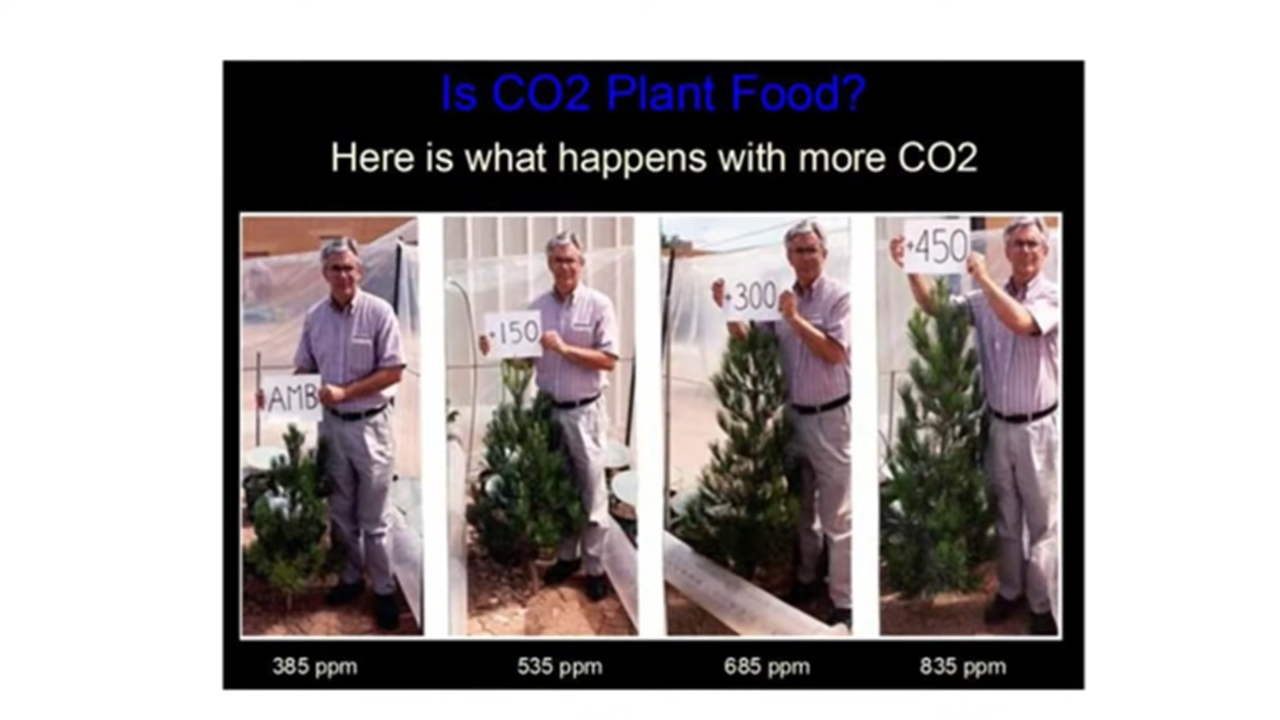 Is CO2 Plant Food?
Here is what happens with more CO2
AMB
+150
+300
+450
385 ppm
535 ppm
685 ppm
835 ppm